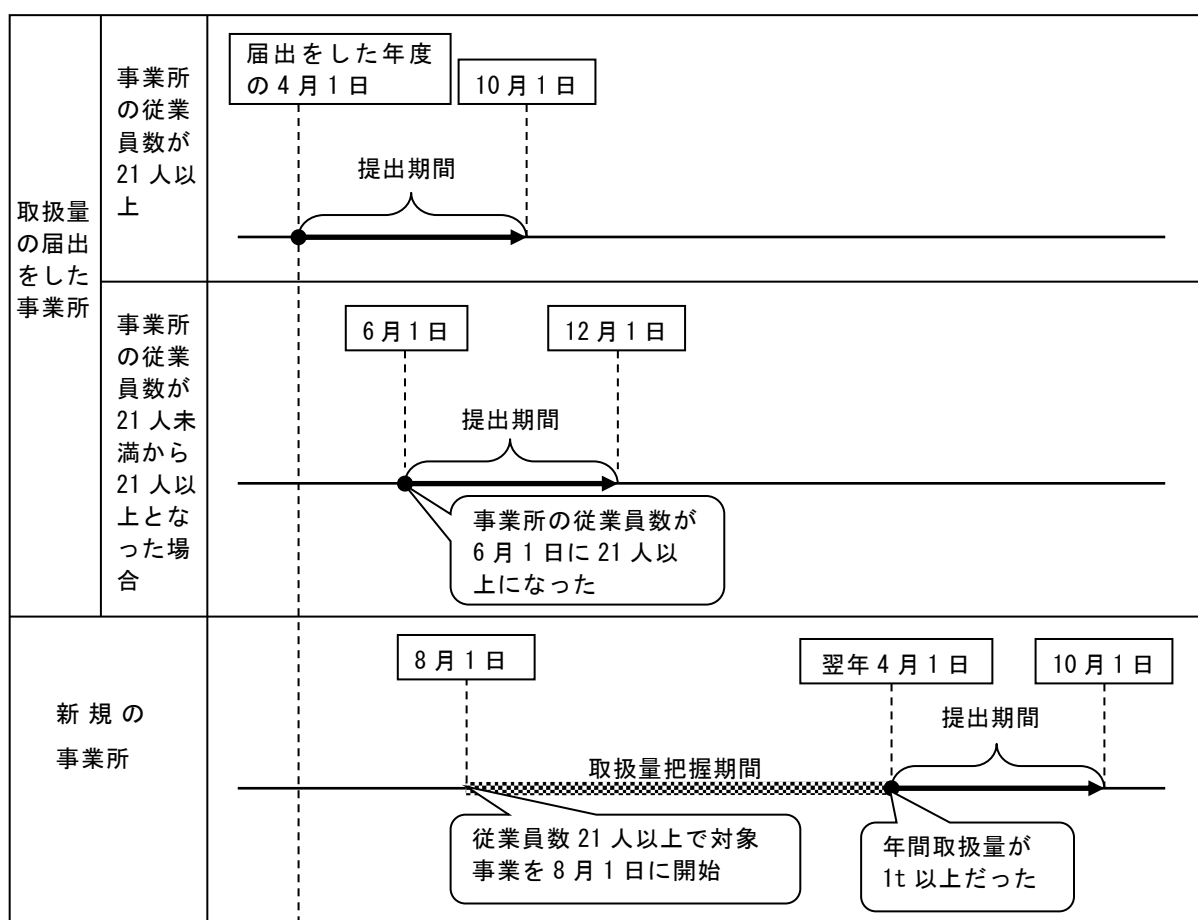 取扱量
の届出
をした
事業所
事業所
の従業
員数が
21人以
上
届出をした年度
の4月1日
10月1日
提出期間
事業所
の従業
員数が
21人未
満から
21人以
上とな
った場
合
6月1日
12月1日
提出期間
事業所の従業員数が
6月1日に21人以
上になった
新規の
事業所
8月1日
翌年4月1日
10月1日
提出期間
取扱量把握期間
従業員数21人以上で対象
事業を8月1日に開始
年間取扱量が
1t以上だった